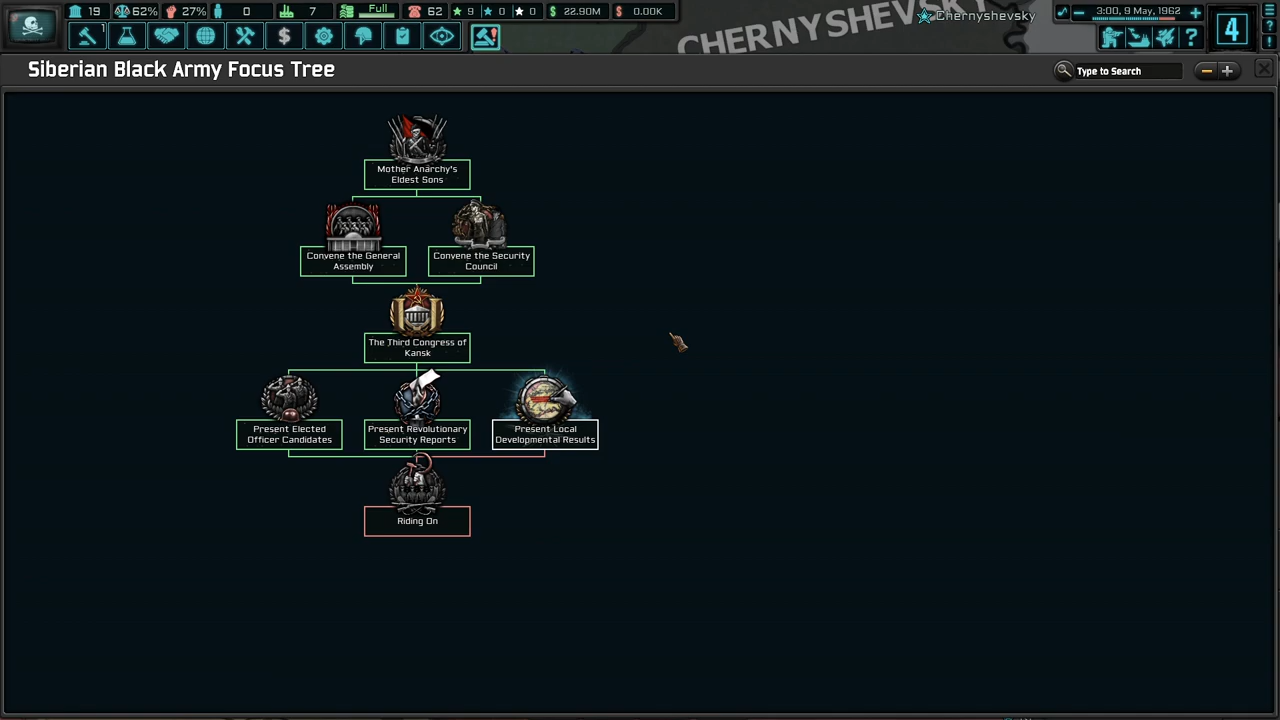 19 62% 27% 0 7 Full 62 9 0 0 22.90M 0.00K
CHERNYSHEVSKY
Chernyshevsky
3:00, 9 May, 1962
4
1
Siberian Black Army Focus Tree
Type to Search
Mother Anarchy's
Eldest Sons
Convene the General
Assembly
Convene the Security
Council
The Third Congress of
Kansk
Present Elected
Officer Candidates
Present Revolutionary
Security Reports
Present Local
Developmental Results
Riding On